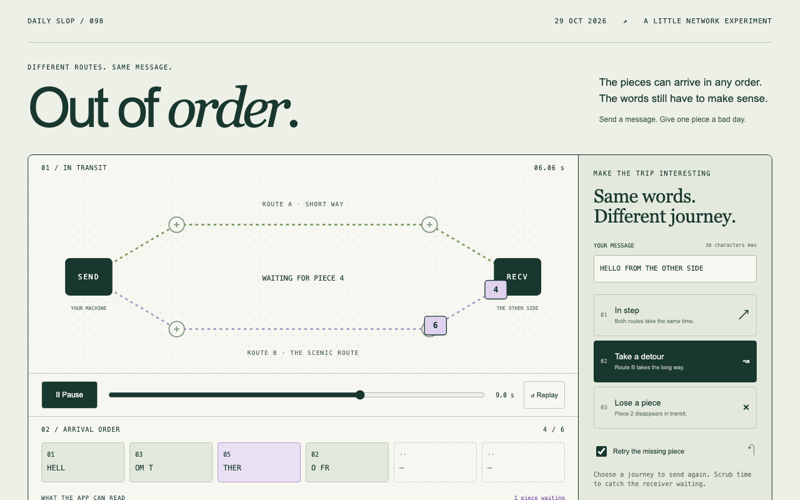 DAILY SLOP / 098
29 OCT 2026 ↗ A LITTLE NETWORK EXPERIMENT
DIFFERENT ROUTES. SAME MESSAGE.
Out of order.
The pieces can arrive in any order.
The words still have to make sense.
Send a message. Give one piece a bad day.
01 / IN TRANSIT
06.06 s
ROUTE A · SHORT WAY
SEND
YOUR MACHINE
WAITING FOR PIECE 4
RECV
4
THE OTHER SIDE
6
ROUTE B · THE SCENIC ROUTE
Pause
9.0 s
↺ Replay
02 / ARRIVAL ORDER
4 / 6
01
HELL
03
OM T
05
THER
02
O FR
··
—
··
—
WHAT THE APP CAN READ
1 piece waiting
MAKE THE TRIP INTERESTING
Same words.
Different journey.
YOUR MESSAGE
36 characters max
HELLO FROM THE OTHER SIDE
01
In step
Both routes take the same time.
02
Take a detour
Route B takes the long way.
03
Lose a piece
Piece 2 disappears in transit.
Retry the missing piece
Choose a journey to send again. Scrub time
to catch the receiver waiting.